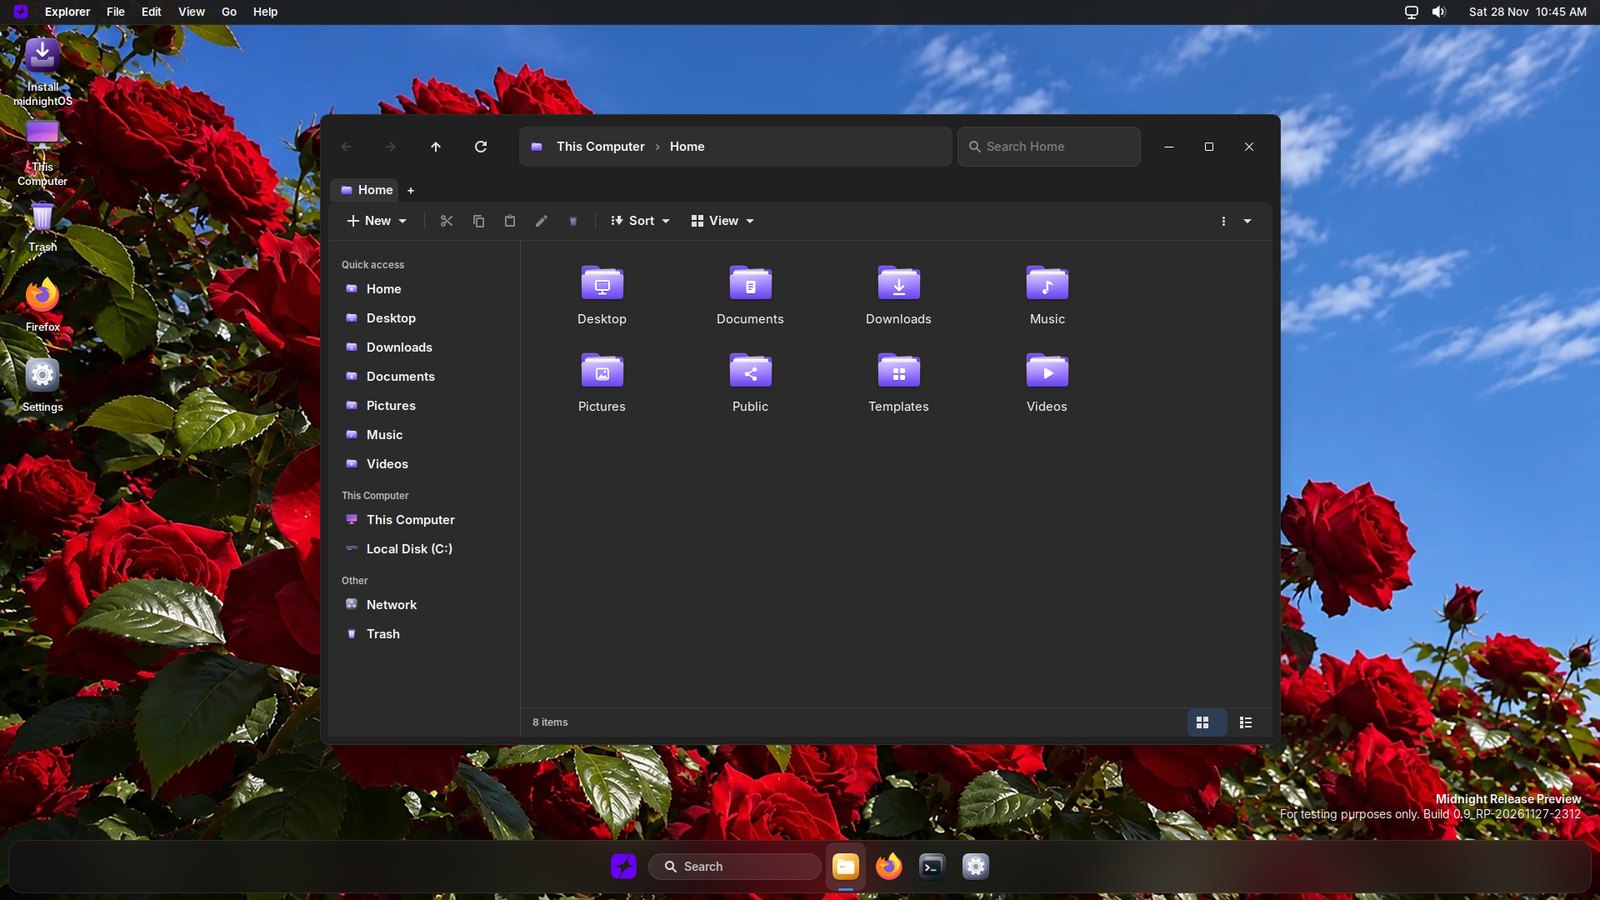 Explorer File Edit View Go Help
Sat 28 Nov 10:45 AM
Install
midnightOS
This
Computer
Trash
Firefox
Settings
This Computer › Home
Search Home
Home +
New
Sort
View
Quick access
Home
Desktop
Downloads
Documents
Pictures
Music
Videos
This Computer
This Computer
Local Disk (C:)
Other
Network
Trash
Desktop
Documents
Downloads
Music
Pictures
Public
Templates
Videos
8 items
Midnight Release Preview
For testing purposes only. Build 0.9_RP-20261127-2312
Search